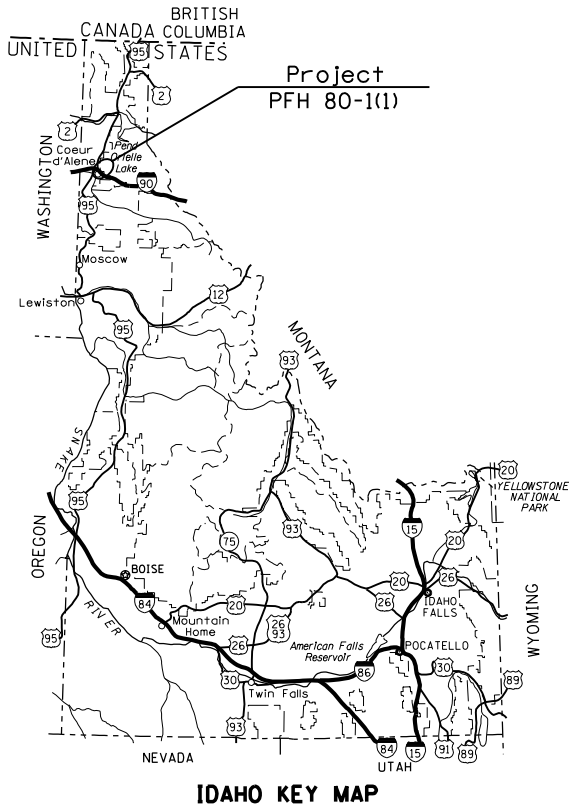 BRITISH
CANADA COLUMBIA
UNITED STATES
95
2
Project
PFH 80-1(1)
2
Pend
Orielle
Lake
Coeur
d'Alene
90
WASHINGTON
95
Moscow
Lewiston
12
95
MONTANA
93
SNAKE
95
20
YELLOWSTONE
NATIONAL
PARK
15
93
75
20
OREGON
BOISE
84
20
26
20
26
IDAHO
FALLS
WYOMING
RIVER
Mountain
Home
26
93
26
American Falls
Reservoir
POCATELLO
95
86
30
30
89
Twin Falls
93
84
15
91
89
NEVADA
UTAH
IDAHO KEY MAP